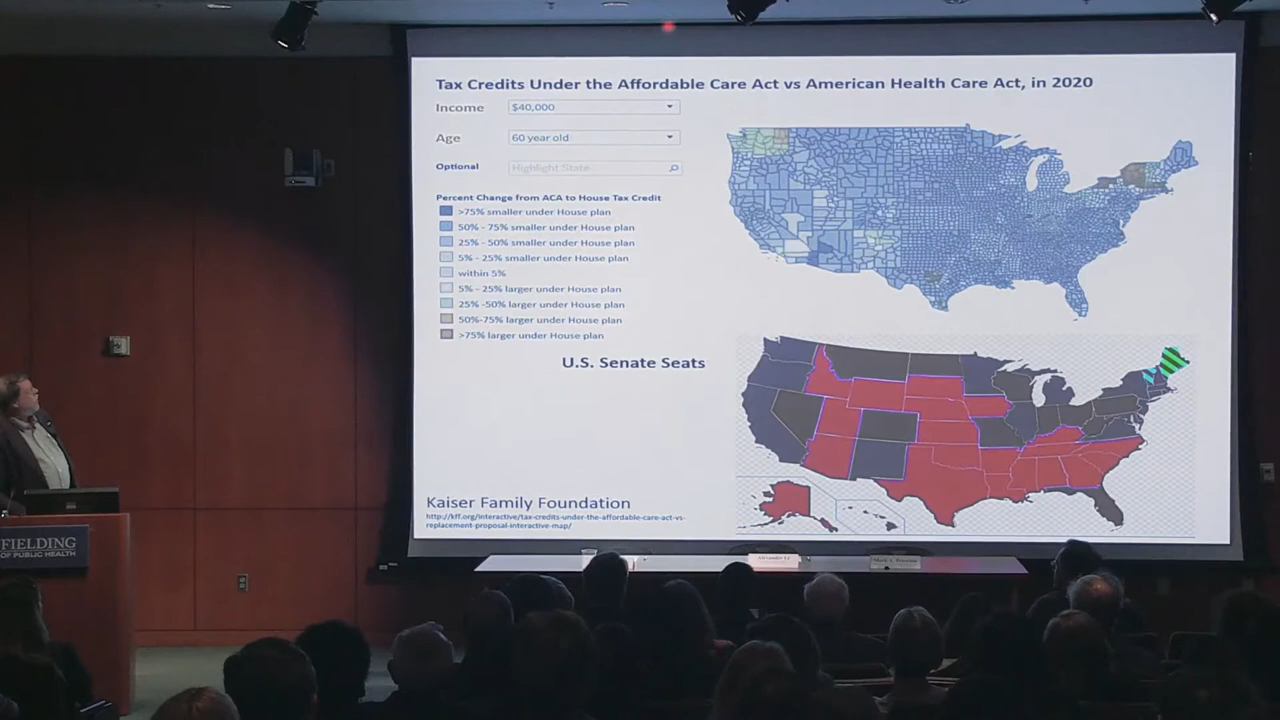 Tax Credits Under the Affordable Care Act vs American Health Care Act, in 2020
Income $40,000
Age 60 year old
Optional Highlight State
Percent Change from ACA to House Tax Credit
>75% smaller under House plan
50% - 75% smaller under House plan
25% - 50% smaller under House plan
5% - 25% smaller under House plan
within 5%
5% - 25% larger under House plan
25% -50% larger under House plan
50%-75% larger under House plan
>75% larger under House plan
U.S. Senate Seats
Kaiser Family Foundation
http://kff.org/interactive/tax-credits-under-the-affordable-care-act-vs-
replacement-proposal-interactive-map/
FIELDING
OF PUBLIC HEALTH